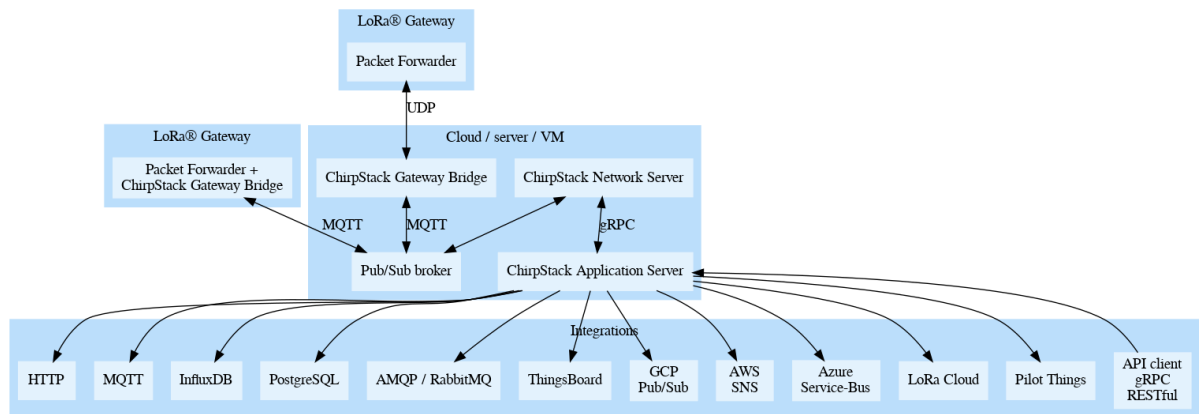 LoRa® Gateway
Packet Forwarder
UDP
LoRa® Gateway
Packet Forwarder +
ChirpStack Gateway Bridge
Cloud / server / VM
ChirpStack Gateway Bridge
ChirpStack Network Server
MQTT
MQTT
gRPC
Pub/Sub broker
ChirpStack Application Server
Integrations
HTTP
MQTT
InfluxDB
PostgreSQL
AMQP / RabbitMQ
ThingsBoard
GCP
Pub/Sub
AWS
SNS
Azure
Service-Bus
LoRa Cloud
Pilot Things
API client
gRPC
RESTful